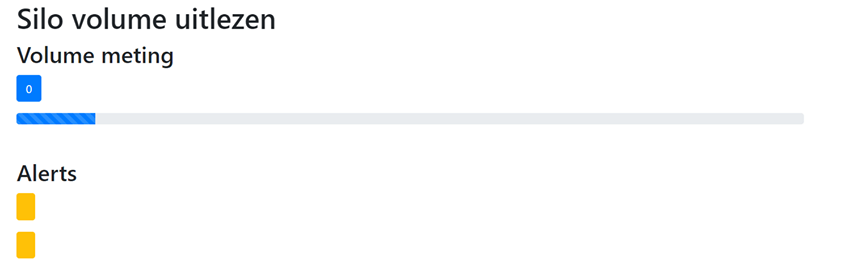 Silo volume uitlezen
Volume meting
0
Alerts